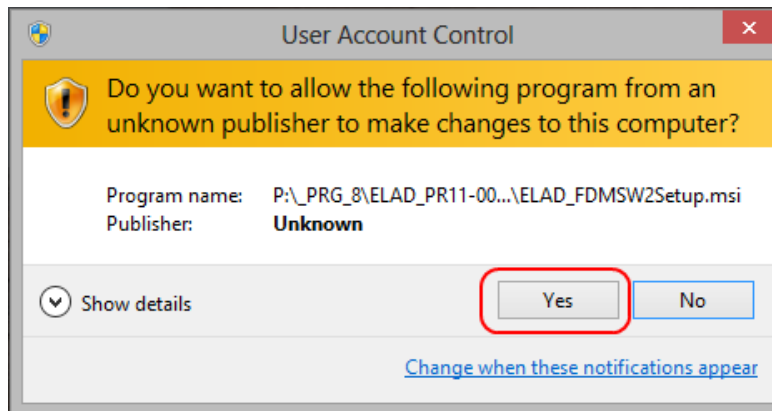 User Account Control
Do you want to allow the following program from an
unknown publisher to make changes to this computer?
Program name: P:\_PRG_8\ELAD_PR11-00...\ELAD_FDMSW2Setup.msi
Publisher: Unknown
Show details Yes No
Change when these notifications appear